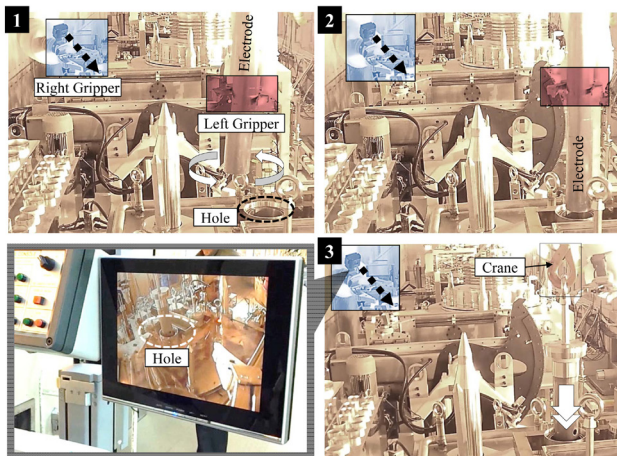 1
Electrode
Right Gripper
Left Gripper
Hole
2
Electrode
Hole
3
Crane